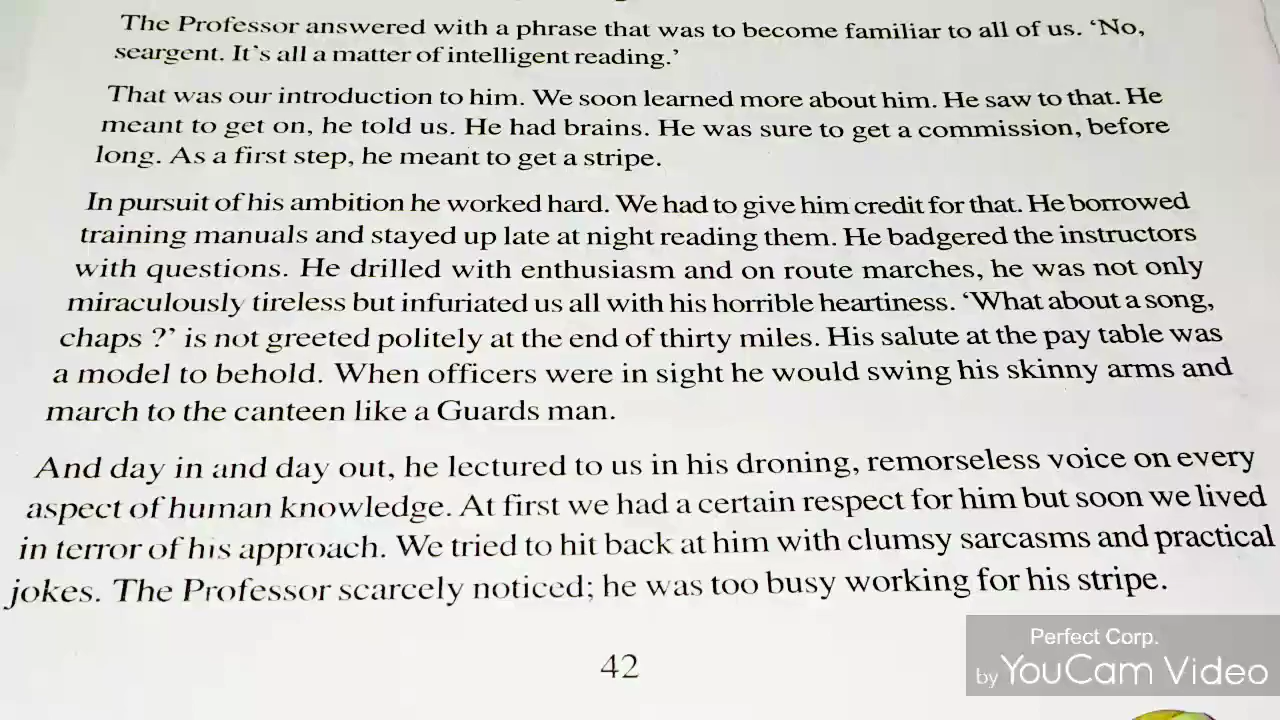 The Professor answered with a phrase that was to become familiar to all of us. ‘No,
seargent. It’s all a matter of intelligent reading.’
That was our introduction to him. We soon learned more about him. He saw to that. He
meant to get on, he told us. He had brains. He was sure to get a commission, before
long. As a first step, he meant to get a stripe.
In pursuit of his ambition he worked hard. We had to give him credit for that. He borrowed
training manuals and stayed up late at night reading them. He badgered the instructors
with questions. He drilled with enthusiasm and on route marches, he was not only
miraculously tireless but infuriated us all with his horrible heartiness. ‘What about a song,
chaps ?’ is not greeted politely at the end of thirty miles. His salute at the pay table was
a model to behold. When officers were in sight he would swing his skinny arms and
march to the canteen like a Guards man.
And day in and day out, he lectured to us in his droning, remorseless voice on every
aspect of human knowledge. At first we had a certain respect for him but soon we lived
in terror of his approach. We tried to hit back at him with clumsy sarcasms and practical
jokes. The Professor scarcely noticed; he was too busy working for his stripe.
42
Perfect Corp.
by YouCam Video